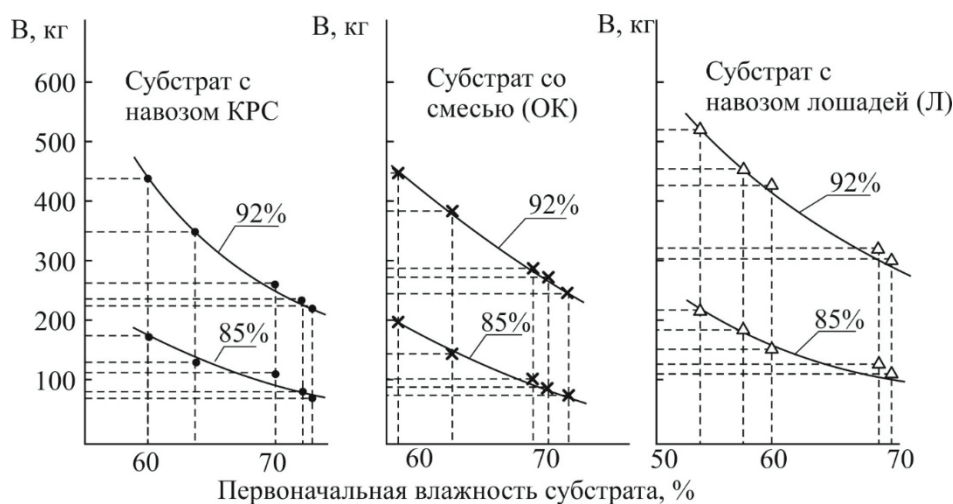 В, кг
В, кг
В, кг
600
500
400
300
200
100
Субстрат с
навозом КРС
Субстрат со
смесью (ОК)
Субстрат с
навозом лошадей (Л)
92%
92%
92%
85%
85%
85%
60
70
60
70
50
60
70
Первоначальная влажность субстрата, %